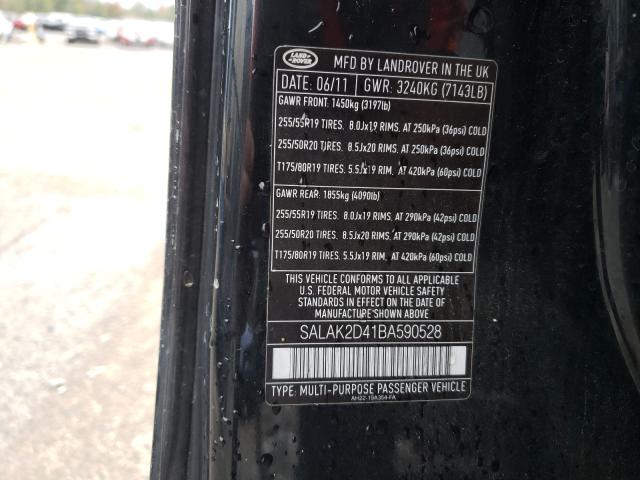 LAND ROVER
MFD BY LANDROVER IN THE UK
DATE: 06/11 GWR: 3240KG (7143LB)
GAWR FRONT: 1450kg (3197lb)
255/55R19 TIRES. 8.0Jx19 RIMS, AT 250kPa (36psi) COLD
255/50R20 TIRES. 8.5Jx20 RIMS, AT 250kPa (36psi) COLD
T175/80R19 TIRES. 5.5Jx19 RIM, AT 420kPa (60psi) COLD
GAWR REAR: 1855kg (4090lb)
255/55R19 TIRES. 8.0Jx19 RIMS, AT 290kPa (42psi) COLD
255/50R20 TIRES. 8.5Jx20 RIMS, AT 290kPa (42psi) COLD
T175/80R19 TIRES. 5.5Jx19 RIM, AT 420kPa (60psi) COLD
THIS VEHICLE CONFORMS TO ALL APPLICABLE
U.S. FEDERAL MOTOR VEHICLE SAFETY
STANDARDS IN EFFECT ON THE DATE OF
MANUFACTURE SHOWN ABOVE
SALAK2D41BA590528
TYPE: MULTI-PURPOSE PASSENGER VEHICLE
AH22-19A354-FA